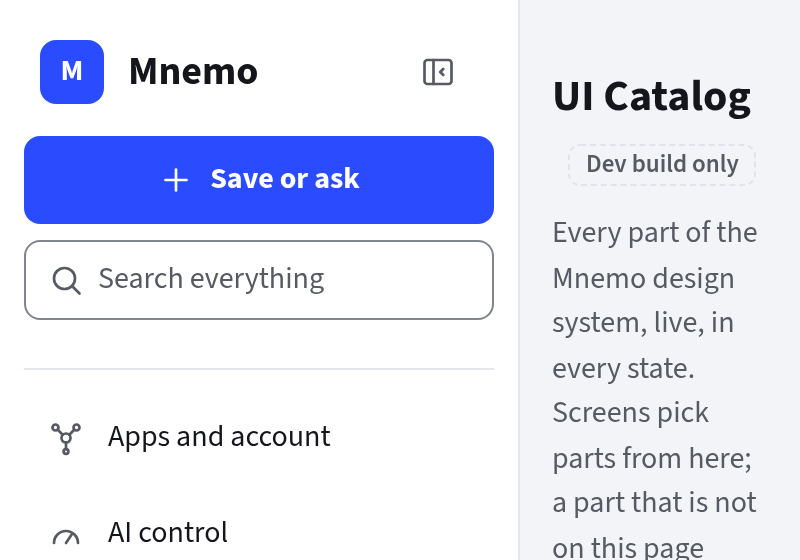 M
Mnemo
Save or ask
Search everything
Apps and account
AI control
UI Catalog
Dev build only
Every part of the
Mnemo design
system, live, in
every state.
Screens pick
parts from here;
a part that is not
on this page